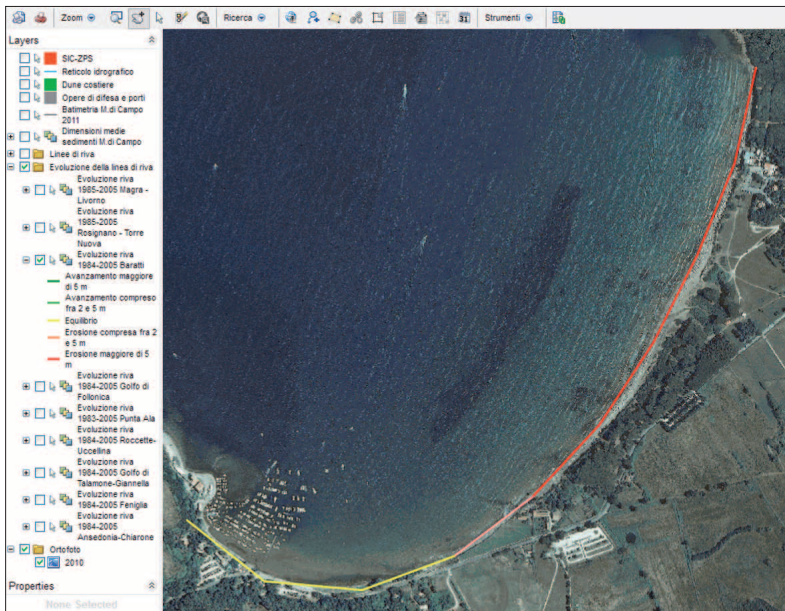 Zoom
Ricerca
31
Strumenti
Layers
SIC-ZPS
Reticolo idrografico
Dune costiere
Opere di difesa e porti
Batimetria M.di Campo
2011
Dimensioni medie
sedimenti M.di Campo
Linee di riva
Evoluzione della linea di riva
Evoluzione riva
1985-2005 Magra -
Livorno
Evoluzione riva
1985-2005
Rosignano - Torre
Nuova
Evoluzione riva
1984-2005 Baratti
Avanzamento maggiore
di 5 m
Avanzamento compreso
fra 2 e 5 m
Equilibrio
Erosione compresa fra 2
e 5 m
Erosione maggiore di 5
m
Evoluzione riva
1984-2005 Golfo di
Follonica
Evoluzione riva
1983-2005 Punta Ala
Evoluzione riva
1984-2005 Roccette-
Uccellina
Evoluzione riva
1984-2005 Golfo di
Talamone-Giannella
Evoluzione riva
1984-2005 Feniglia
Evoluzione riva
1984-2005
Ansedonia-Chiarone
Ortofoto
2010
Properties
None Selected